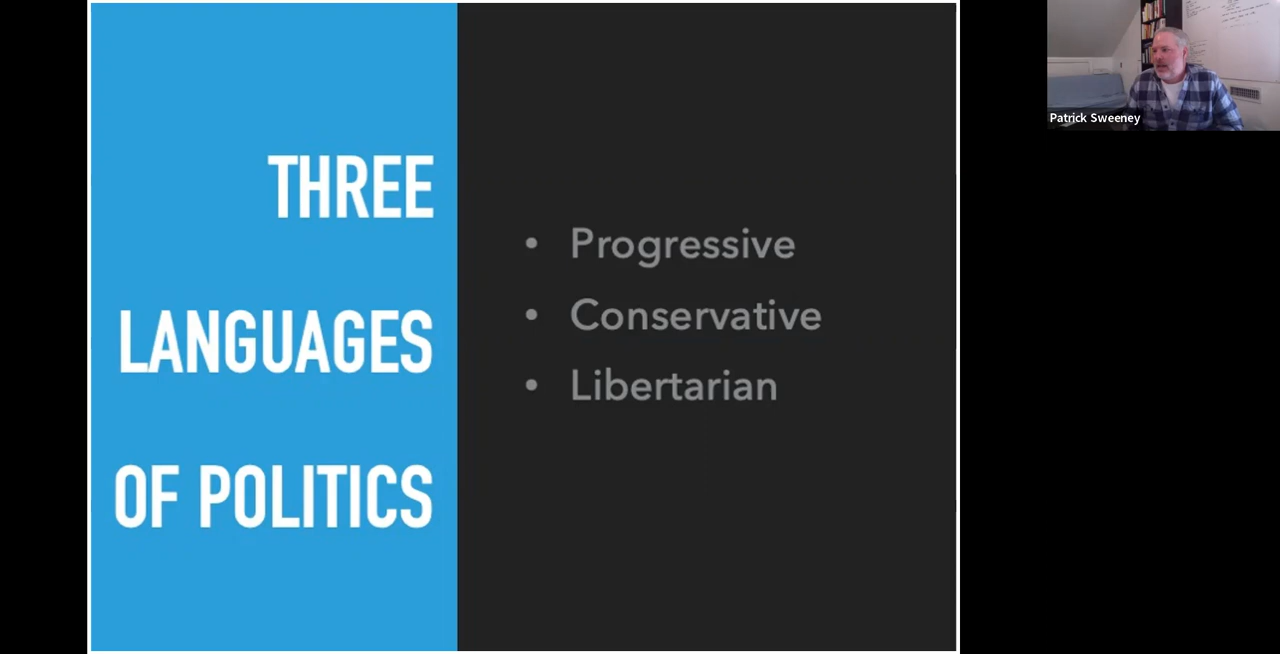 THREE
LANGUAGES
OF POLITICS
• Progressive
• Conservative
• Libertarian
Patrick Sweeney